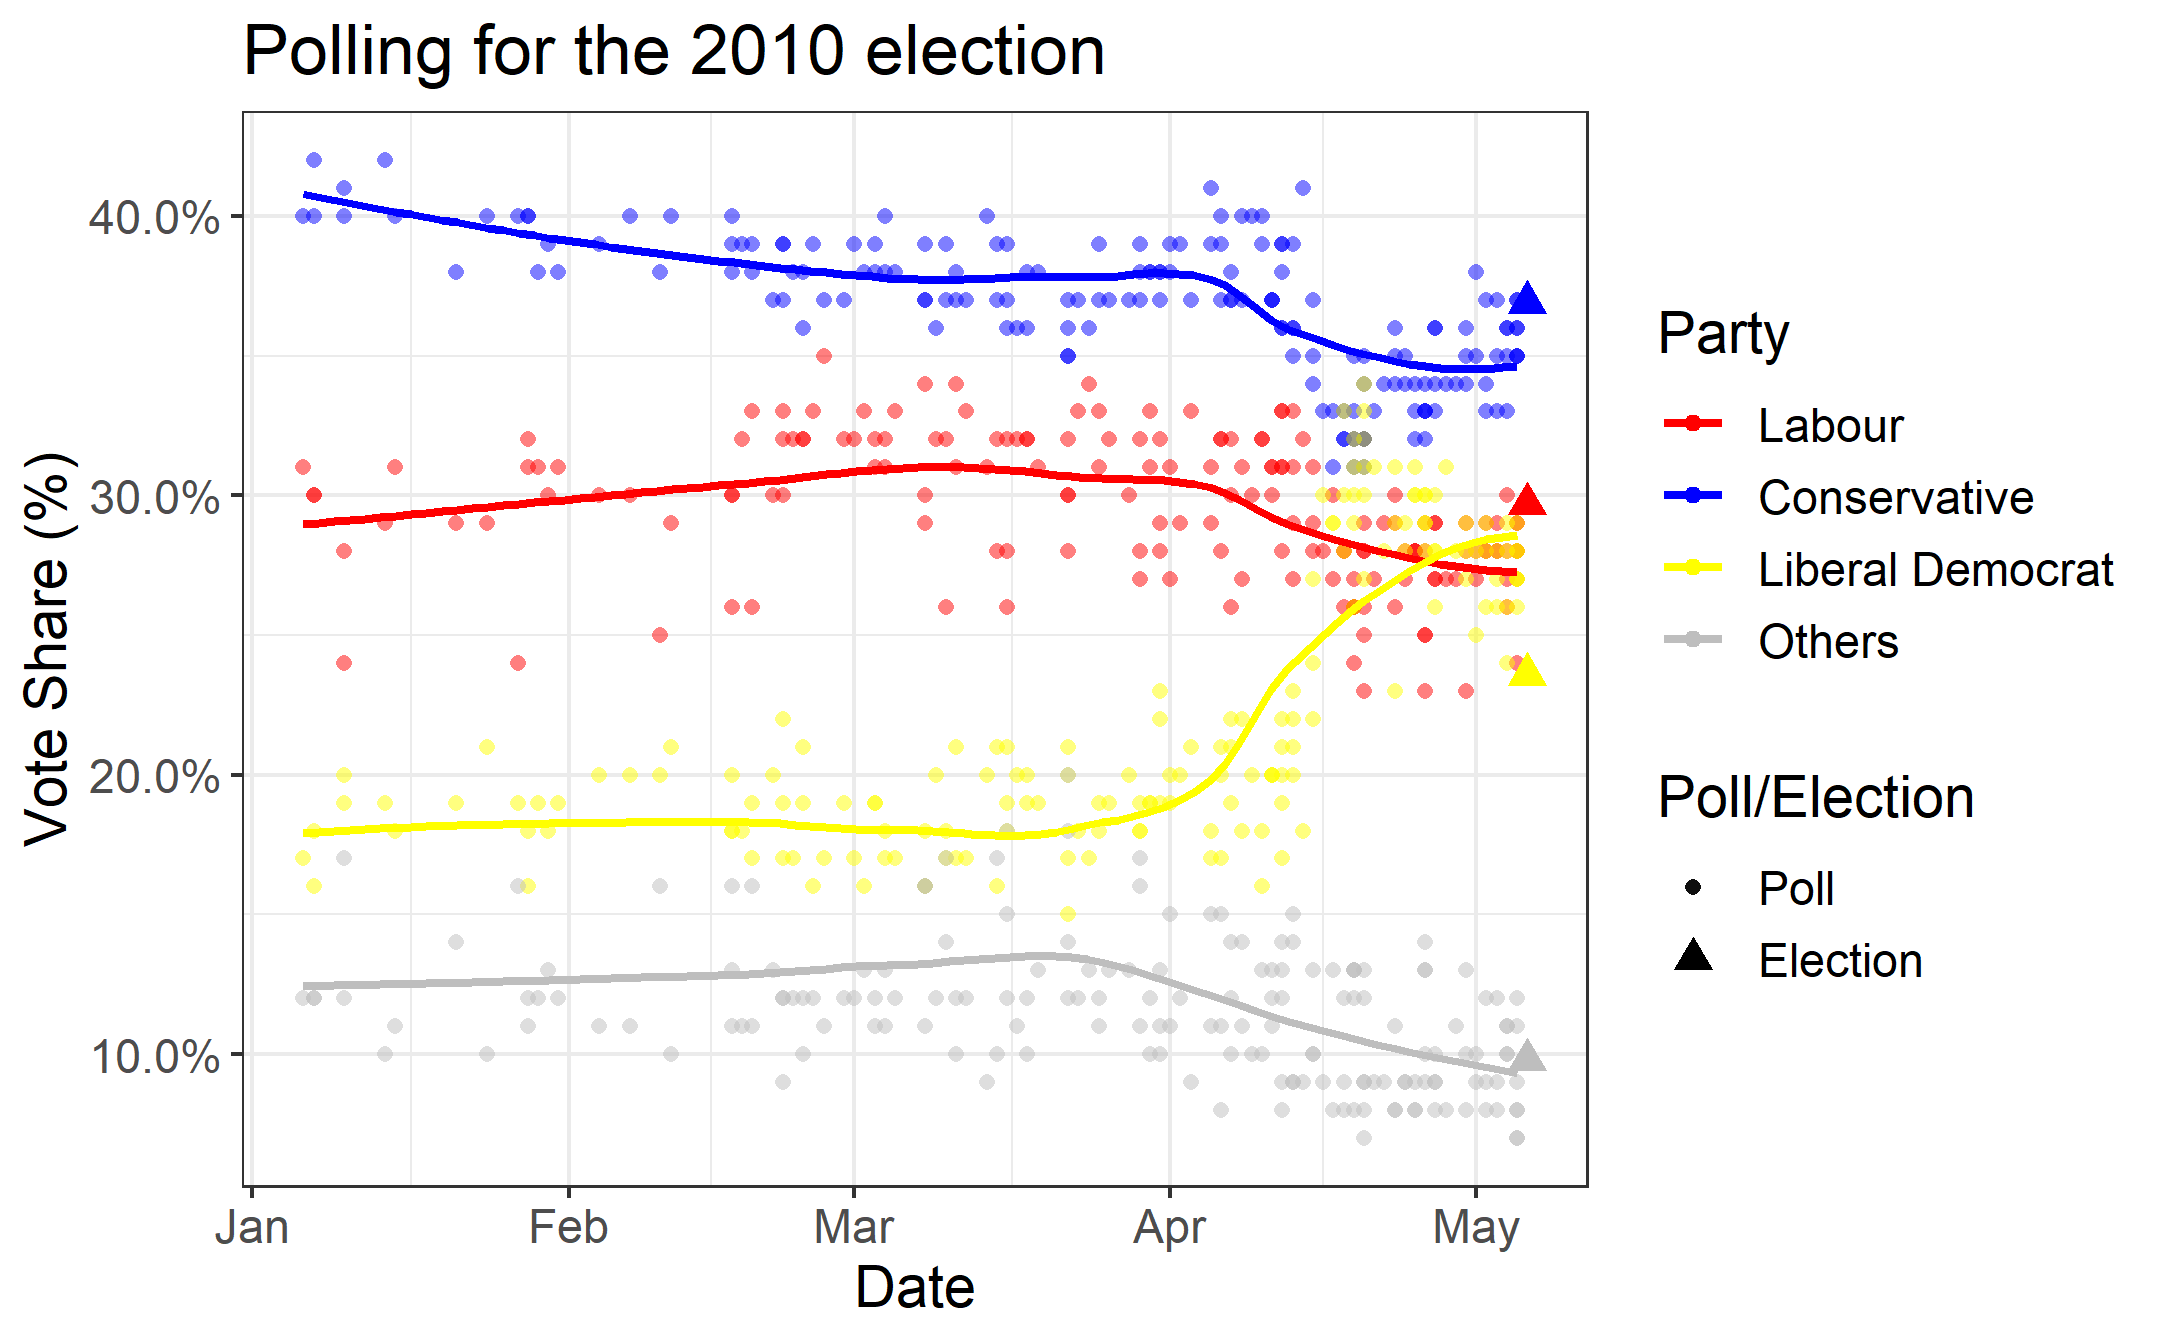 Polling for the 2010 election
Vote Share (%)
40.0%
30.0%
20.0%
10.0%
Jan Feb Mar Apr May
Date
Party
Labour
Conservative
Liberal Democrat
Others
Poll/Election
Poll
Election